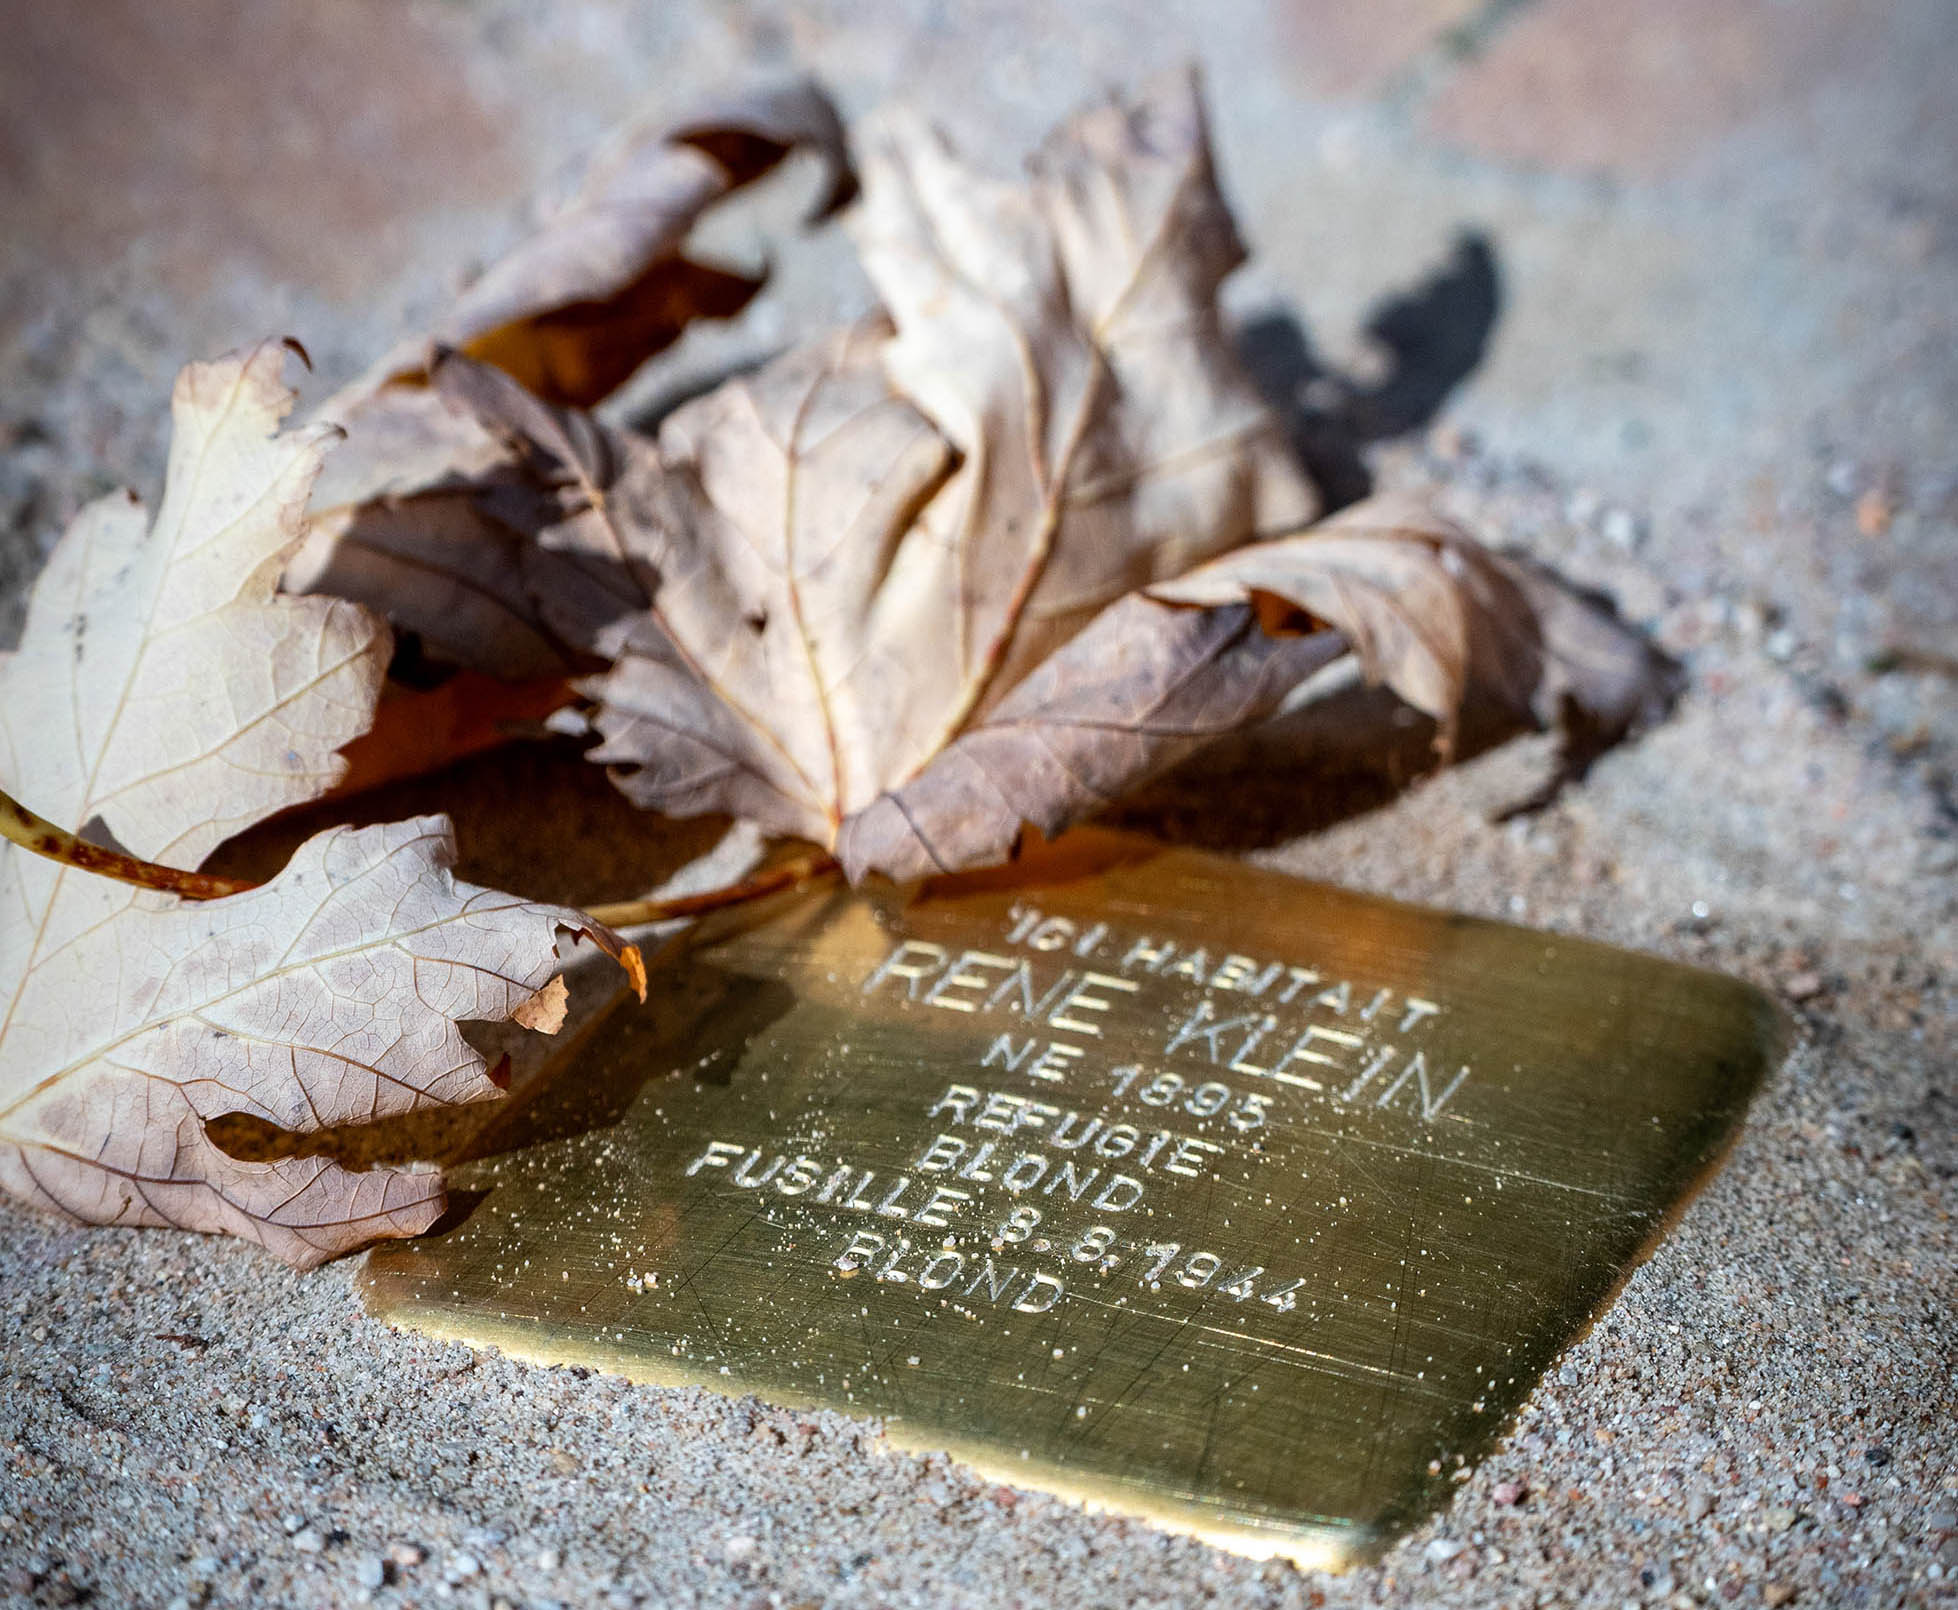 ICI HABITAIT
RENE KLEIN
NE 1895
REFUGIE
BLOND
FUSILLE 8.8.1944
BLOND